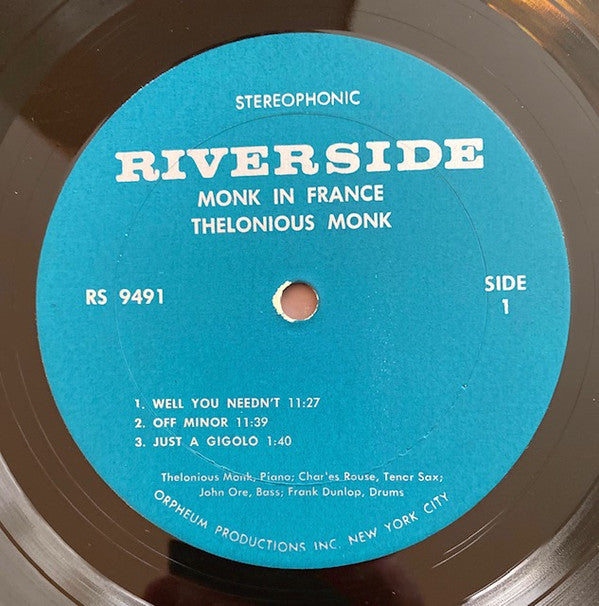 STEREOPHONIC
RIVERSIDE
MONK IN FRANCE
THELONIOUS MONK
RS 9491
SIDE
1
1. WELL YOU NEEDN'T 11:27
2. OFF MINOR 11:39
3. JUST A GIGOLO 1:40
Thelonious Monk, Piano; Char'es Rouse, Tenor Sax;
John Ore, Bass; Frank Dunlop, Drums
ORPHEUM PRODUCTIONS INC. NEW YORK CITY